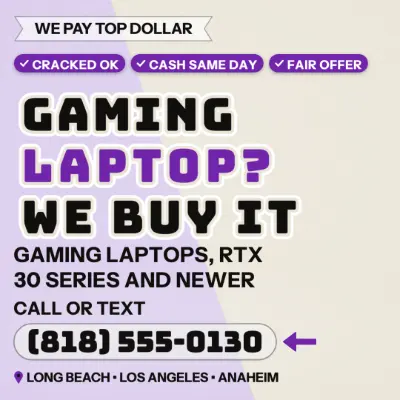 WE PAY TOP DOLLAR
CRACKED OK CASH SAME DAY FAIR OFFER
GAMING
LAPTOP?
WE BUY IT
GAMING LAPTOPS, RTX
30 SERIES AND NEWER
CALL OR TEXT
(818) 555-0130
LONG BEACH • LOS ANGELES • ANAHEIM